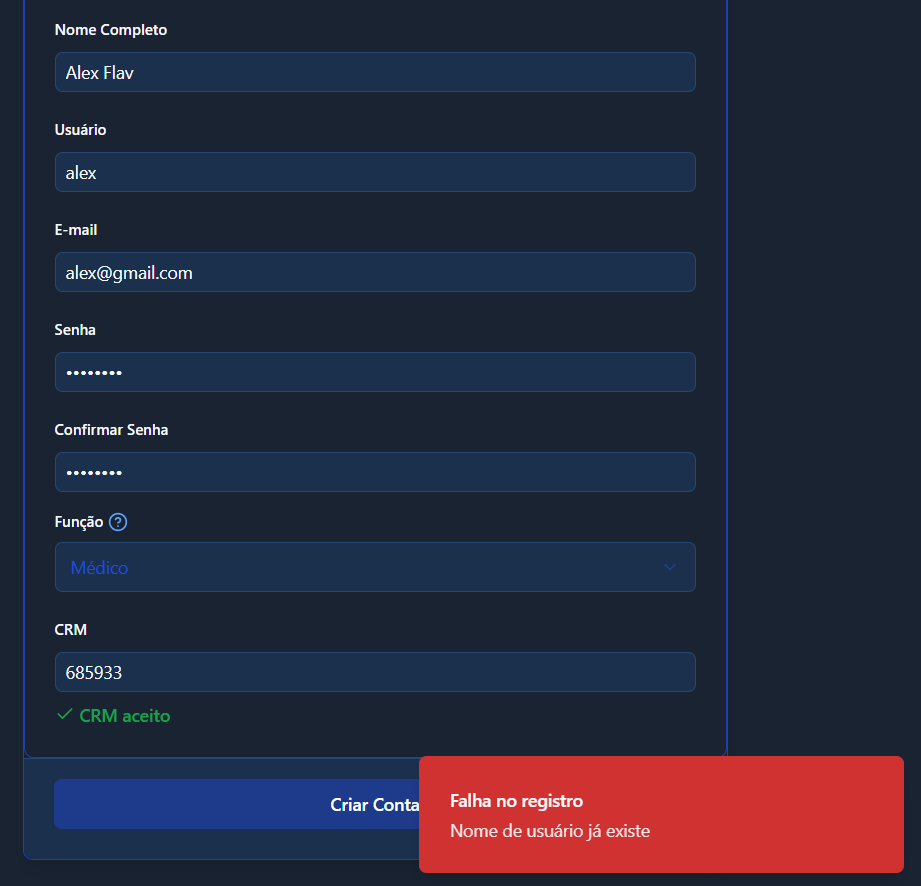 Nome Completo
Alex Flav
Usuário
alex
E-mail
alex@gmail.com
Senha
••••••••
Confirmar Senha
••••••••
Função ?
Médico
CRM
685933
✓ CRM aceito
Criar Conta
Falha no registro
Nome de usuário já existe